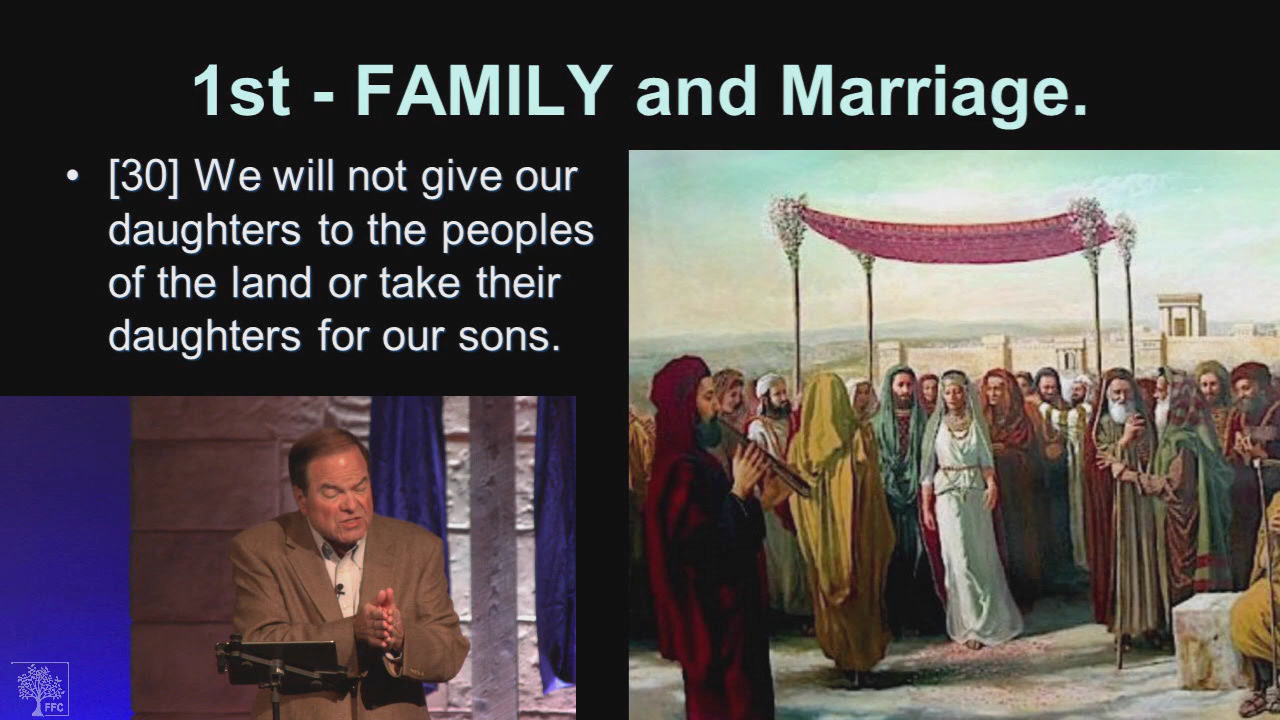 1st - FAMILY and Marriage.
• [30] We will not give our
daughters to the peoples
of the land or take their
daughters for our sons.
FFC